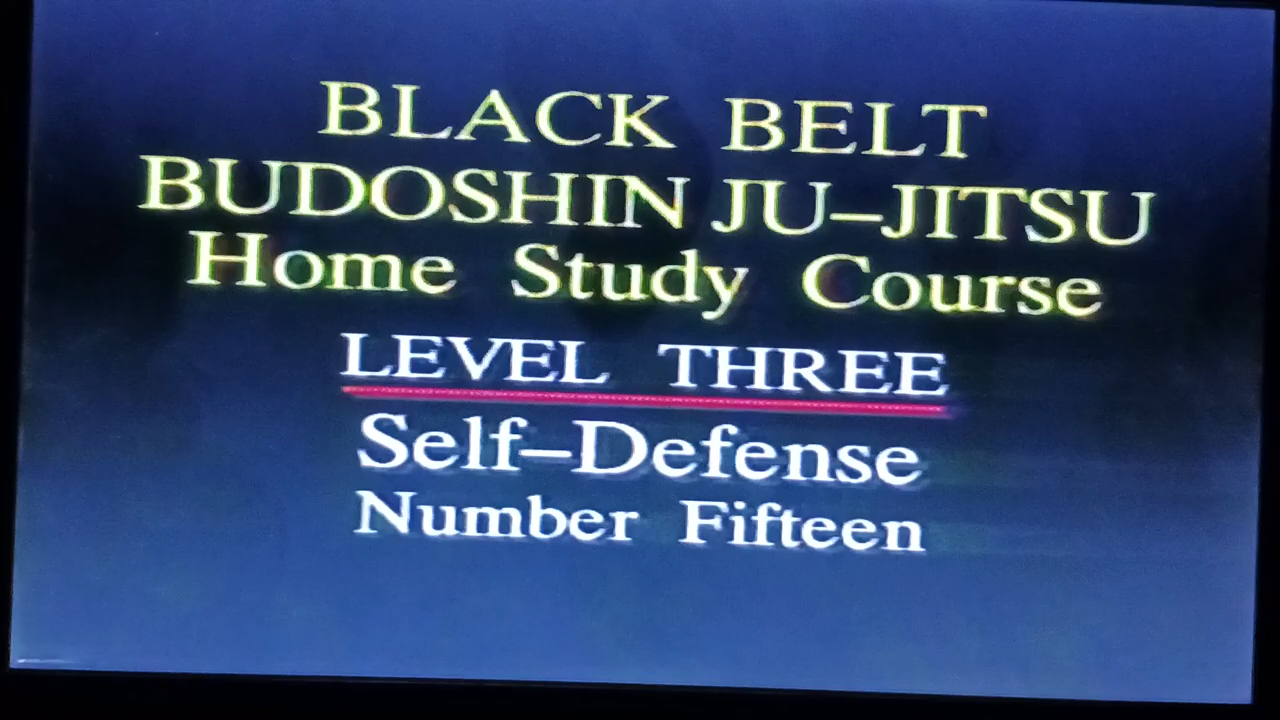 BLACK BELT
BUDOSHIN JU–JITSU
Home Study Course
LEVEL THREE
Self–Defense
Number Fifteen